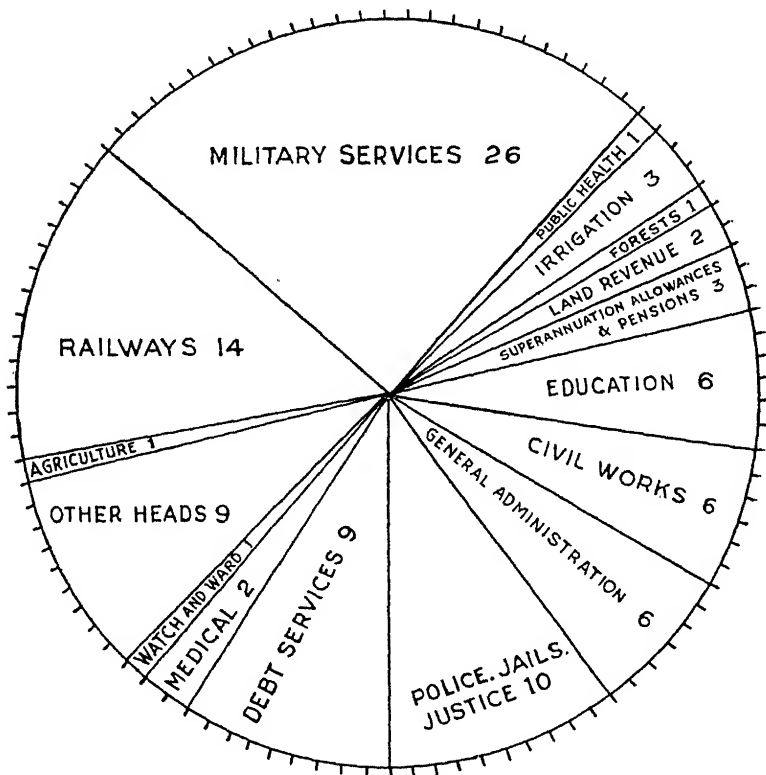 MILITARY SERVICES 26
PUBLIC HEALTH 1
IRRIGATION 3
FORESTS 1
LAND REVENUE 2
SUPERANNUATION ALLOWANCES
& PENSIONS 3
EDUCATION 6
CIVIL WORKS 6
GENERAL ADMINISTRATION 6
POLICE. JAILS.
JUSTICE 10
DEBT SERVICES 9
MEDICAL 2
WATCH AND WARD 1
OTHER HEADS 9
AGRICULTURE 1
RAILWAYS 14